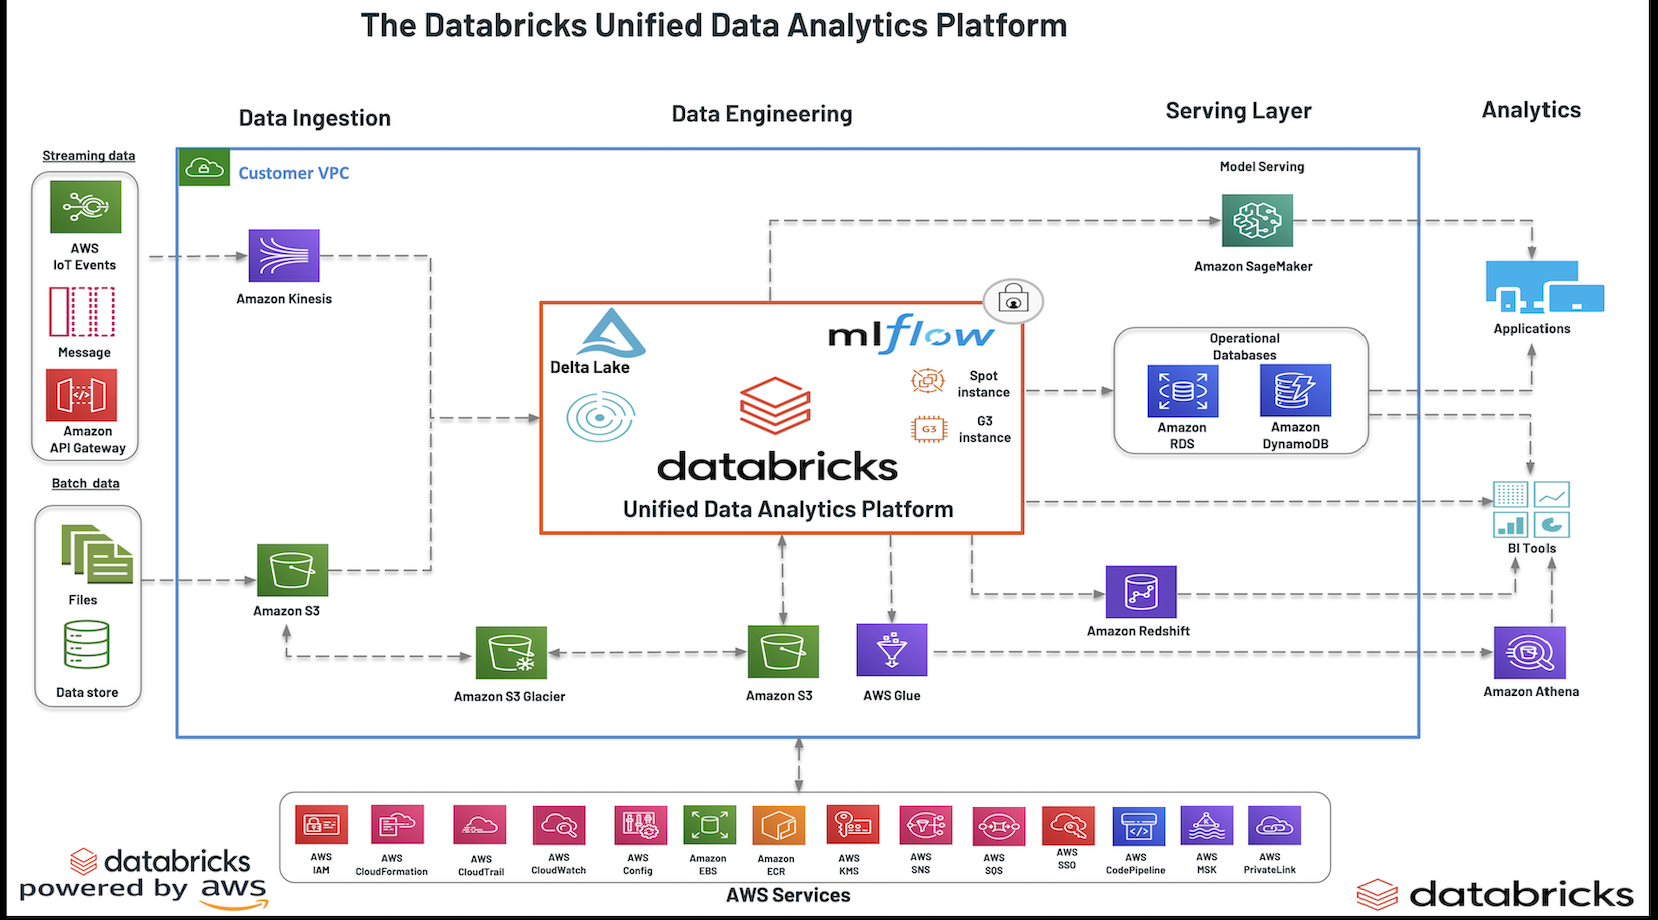 The Databricks Unified Data Analytics Platform
Data Ingestion
Data Engineering
Serving Layer
Analytics
Streaming data
AWS
IoT Events
Message
Amazon
API Gateway
Batch data
Files
Data store
Customer VPC
Amazon Kinesis
Amazon S3
Amazon S3 Glacier
Delta Lake
mlflow
Spot
instance
G3
G3
instance
databricks
Unified Data Analytics Platform
Amazon S3
AWS Glue
Model Serving
Amazon SageMaker
Operational
Databases
Amazon
RDS
Amazon
DynamoDB
Amazon Redshift
Applications
BI Tools
Amazon Athena
AWS
IAM
AWS
CloudFormation
AWS
CloudTrail
AWS
CloudWatch
AWS
Config
Amazon
EBS
Amazon
ECR
AWS
KMS
AWS
SNS
AWS
SQS
AWS
SSO
AWS
CodePipeline
AWS
MSK
AWS
PrivateLink
AWS Services
databricks
powered by aws
databricks